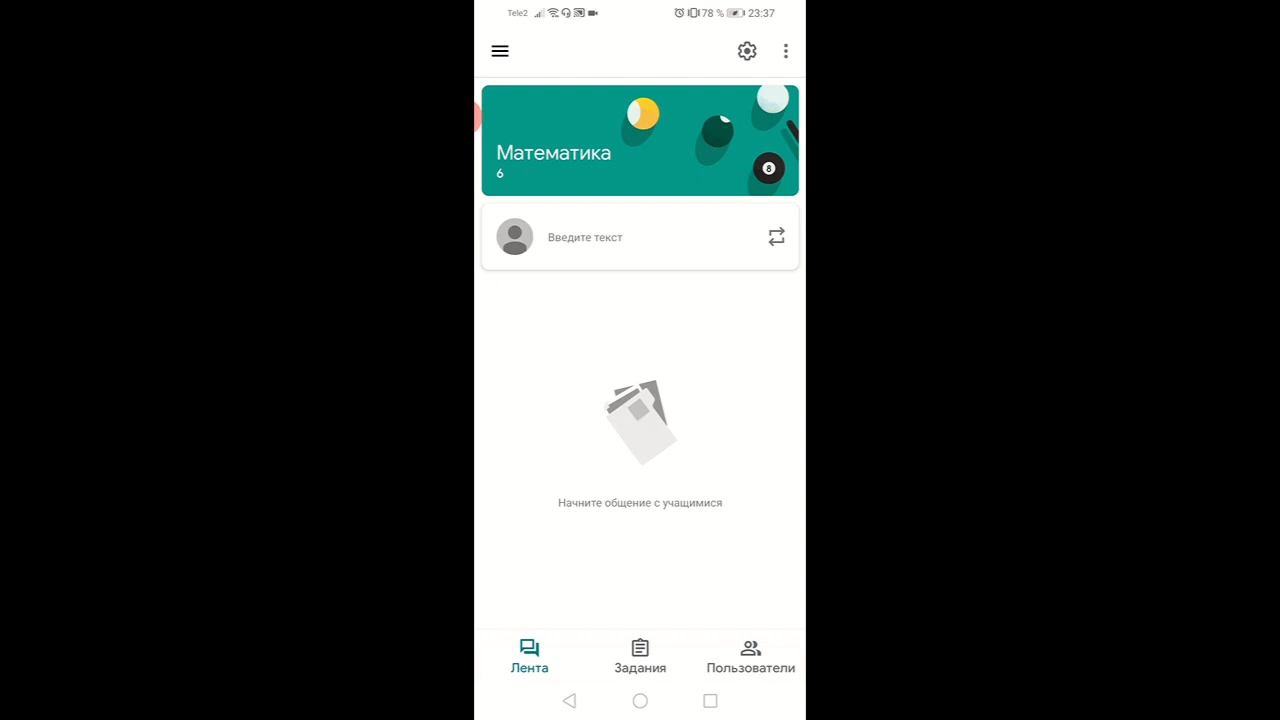 Tele2 78 % 23:37
Математика
6
8
Введите текст
Начните общение с учащимися
Лента Задания Пользователи